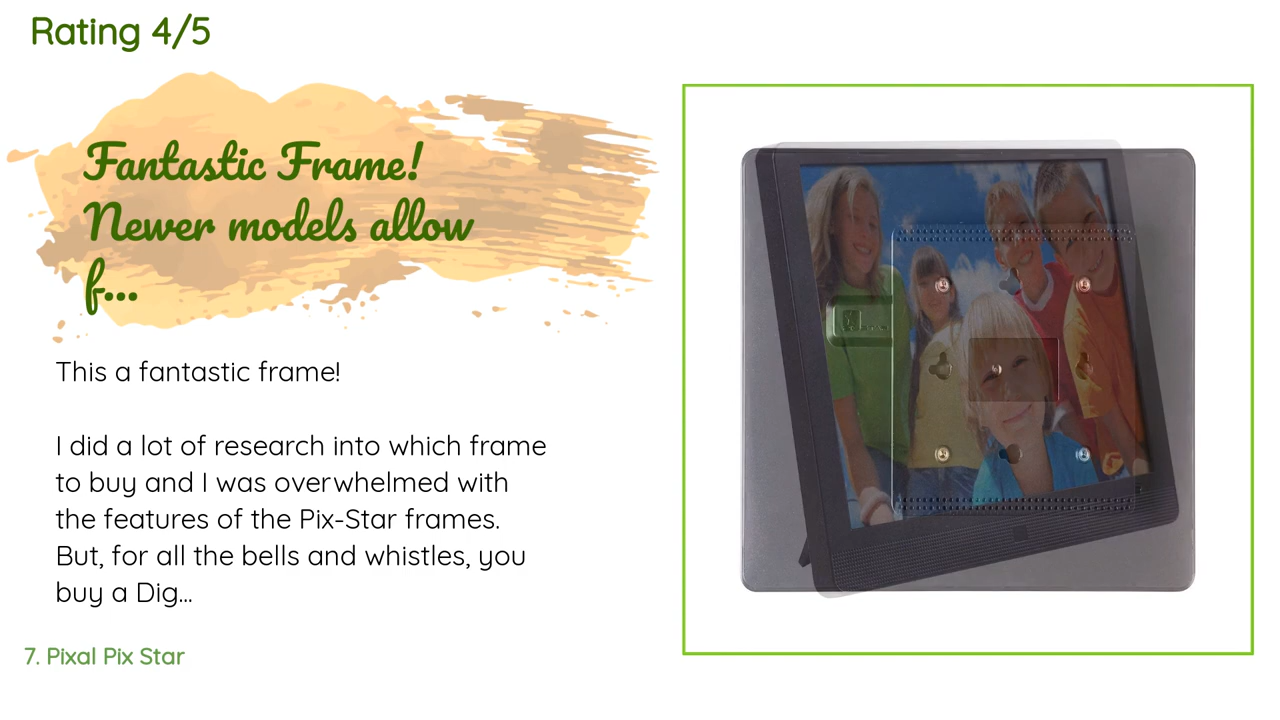 Rating 4/5
Fantastic Frame!
Newer models allow
f...
This a fantastic frame!
I did a lot of research into which frame
to buy and I was overwhelmed with
the features of the Pix-Star frames.
But, for all the bells and whistles, you
buy a Dig...
7. Pixal Pix Star